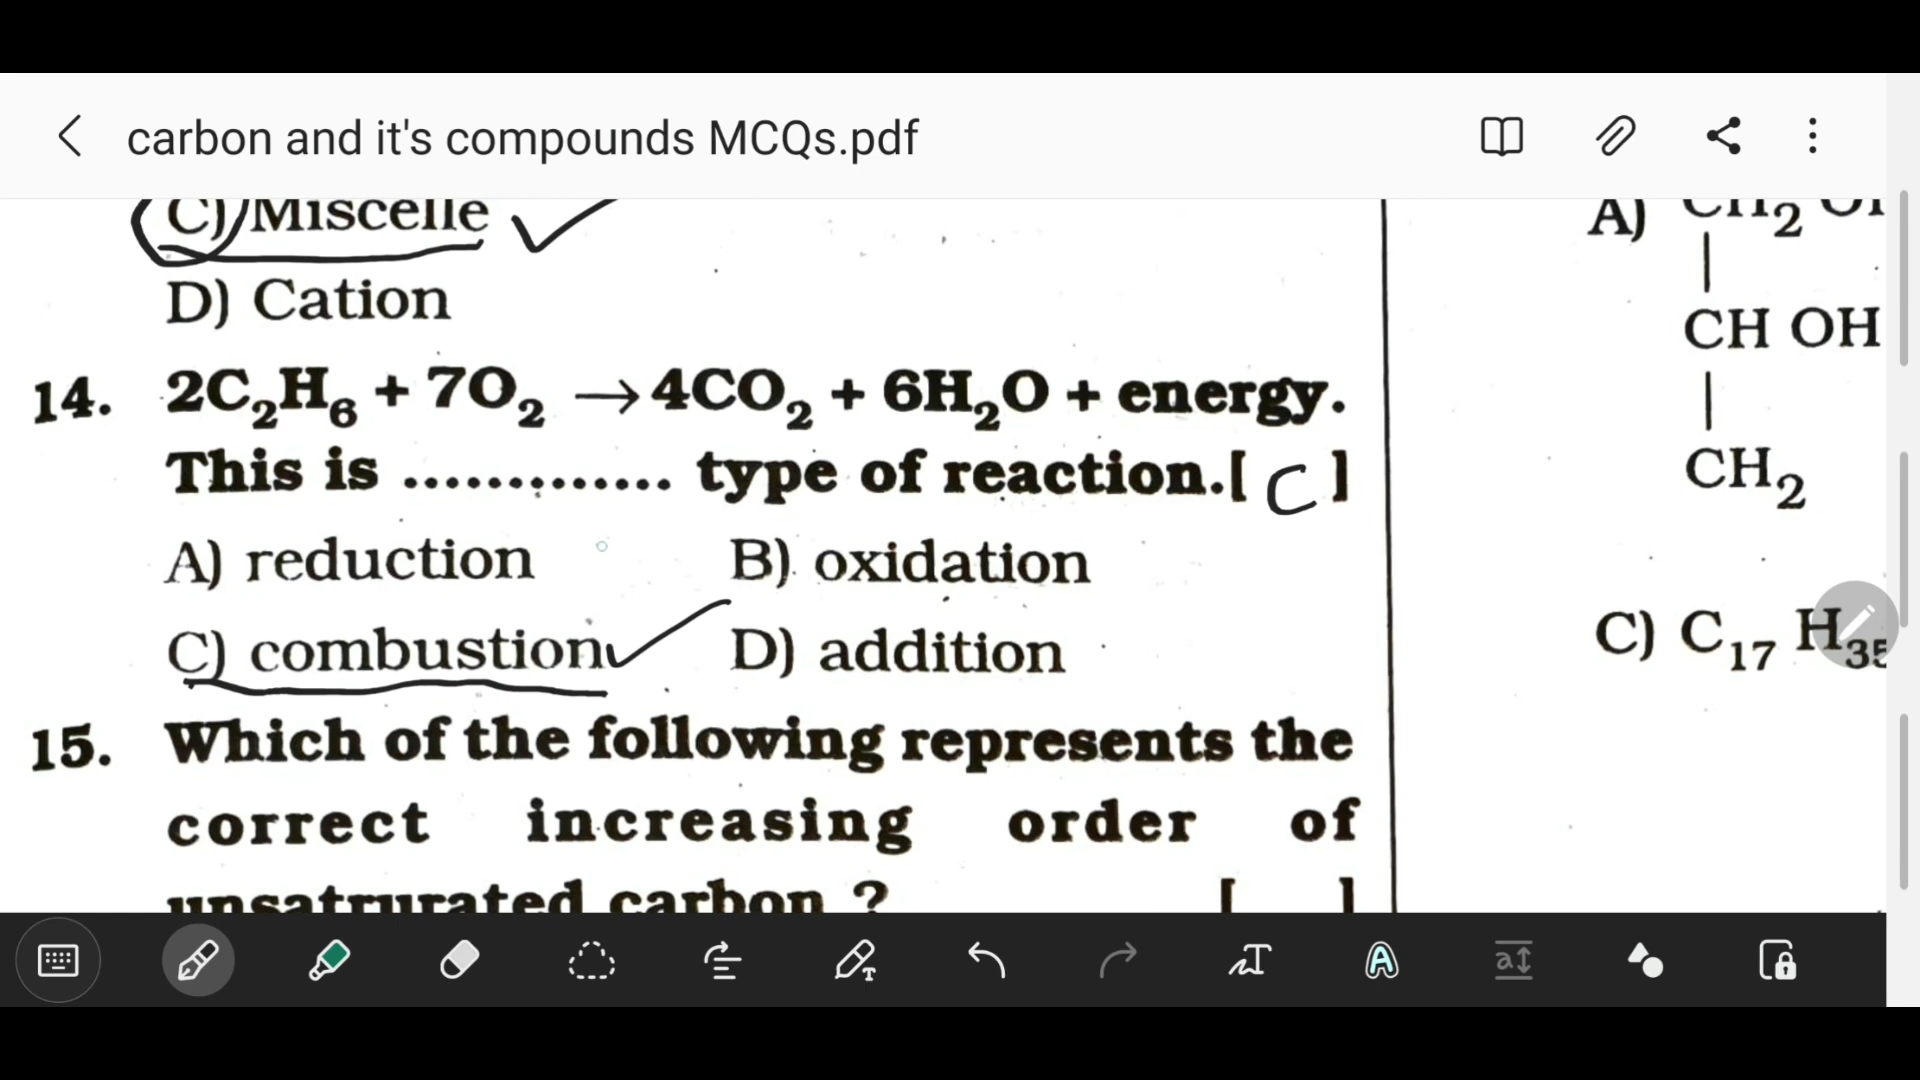 carbon and it's compounds MCQs.pdf
C) Miscelle
D) Cation
14. 2C₂H₆ + 7O₂ → 4CO₂ + 6H₂O + energy.
This is ............. type of reaction.[ C ]
A) reduction B) oxidation
C) combustion D) addition
15. Which of the following represents the
correct increasing order of
unsatrurated carbon ? [ ]
A)
CH OH
CH₂
C) C₁₇ H₃₅